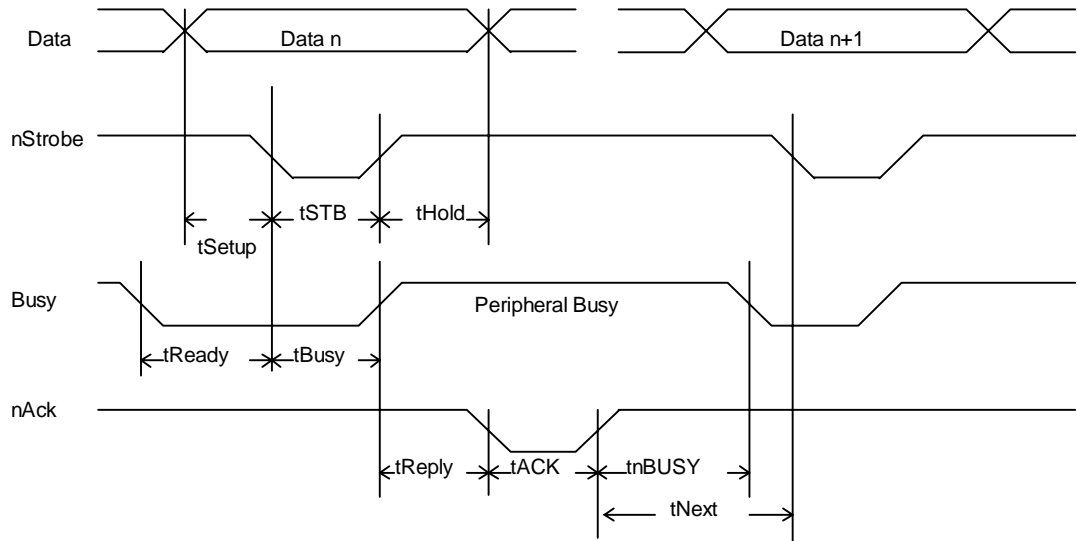 Data
Data n
Data n+1
nStrobe
tSTB
tHold
tSetup
Busy
Peripheral Busy
tReady
tBusy
nAck
tReply
tACK
tnBUSY
tNext